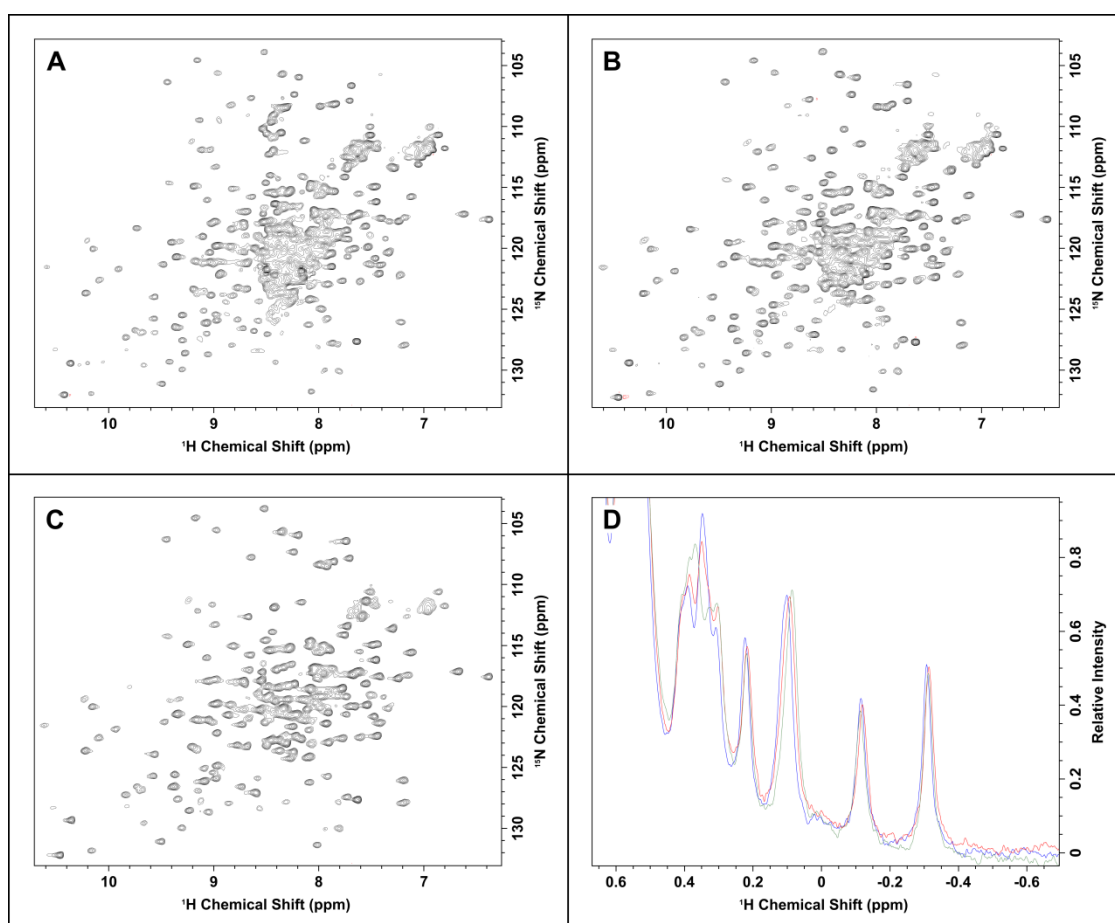 A
105
110
115
120
125
130
¹⁵N Chemical Shift (ppm)
10 9 8 7
¹H Chemical Shift (ppm)
B
105
110
115
120
125
130
¹⁵N Chemical Shift (ppm)
10 9 8 7
¹H Chemical Shift (ppm)
C
105
110
115
120
125
130
¹⁵N Chemical Shift (ppm)
10 9 8 7
¹H Chemical Shift (ppm)
D
0.8
0.6
0.4
0.2
0
Relative Intensity
0.6 0.4 0.2 0 -0.2 -0.4 -0.6
¹H Chemical Shift (ppm)